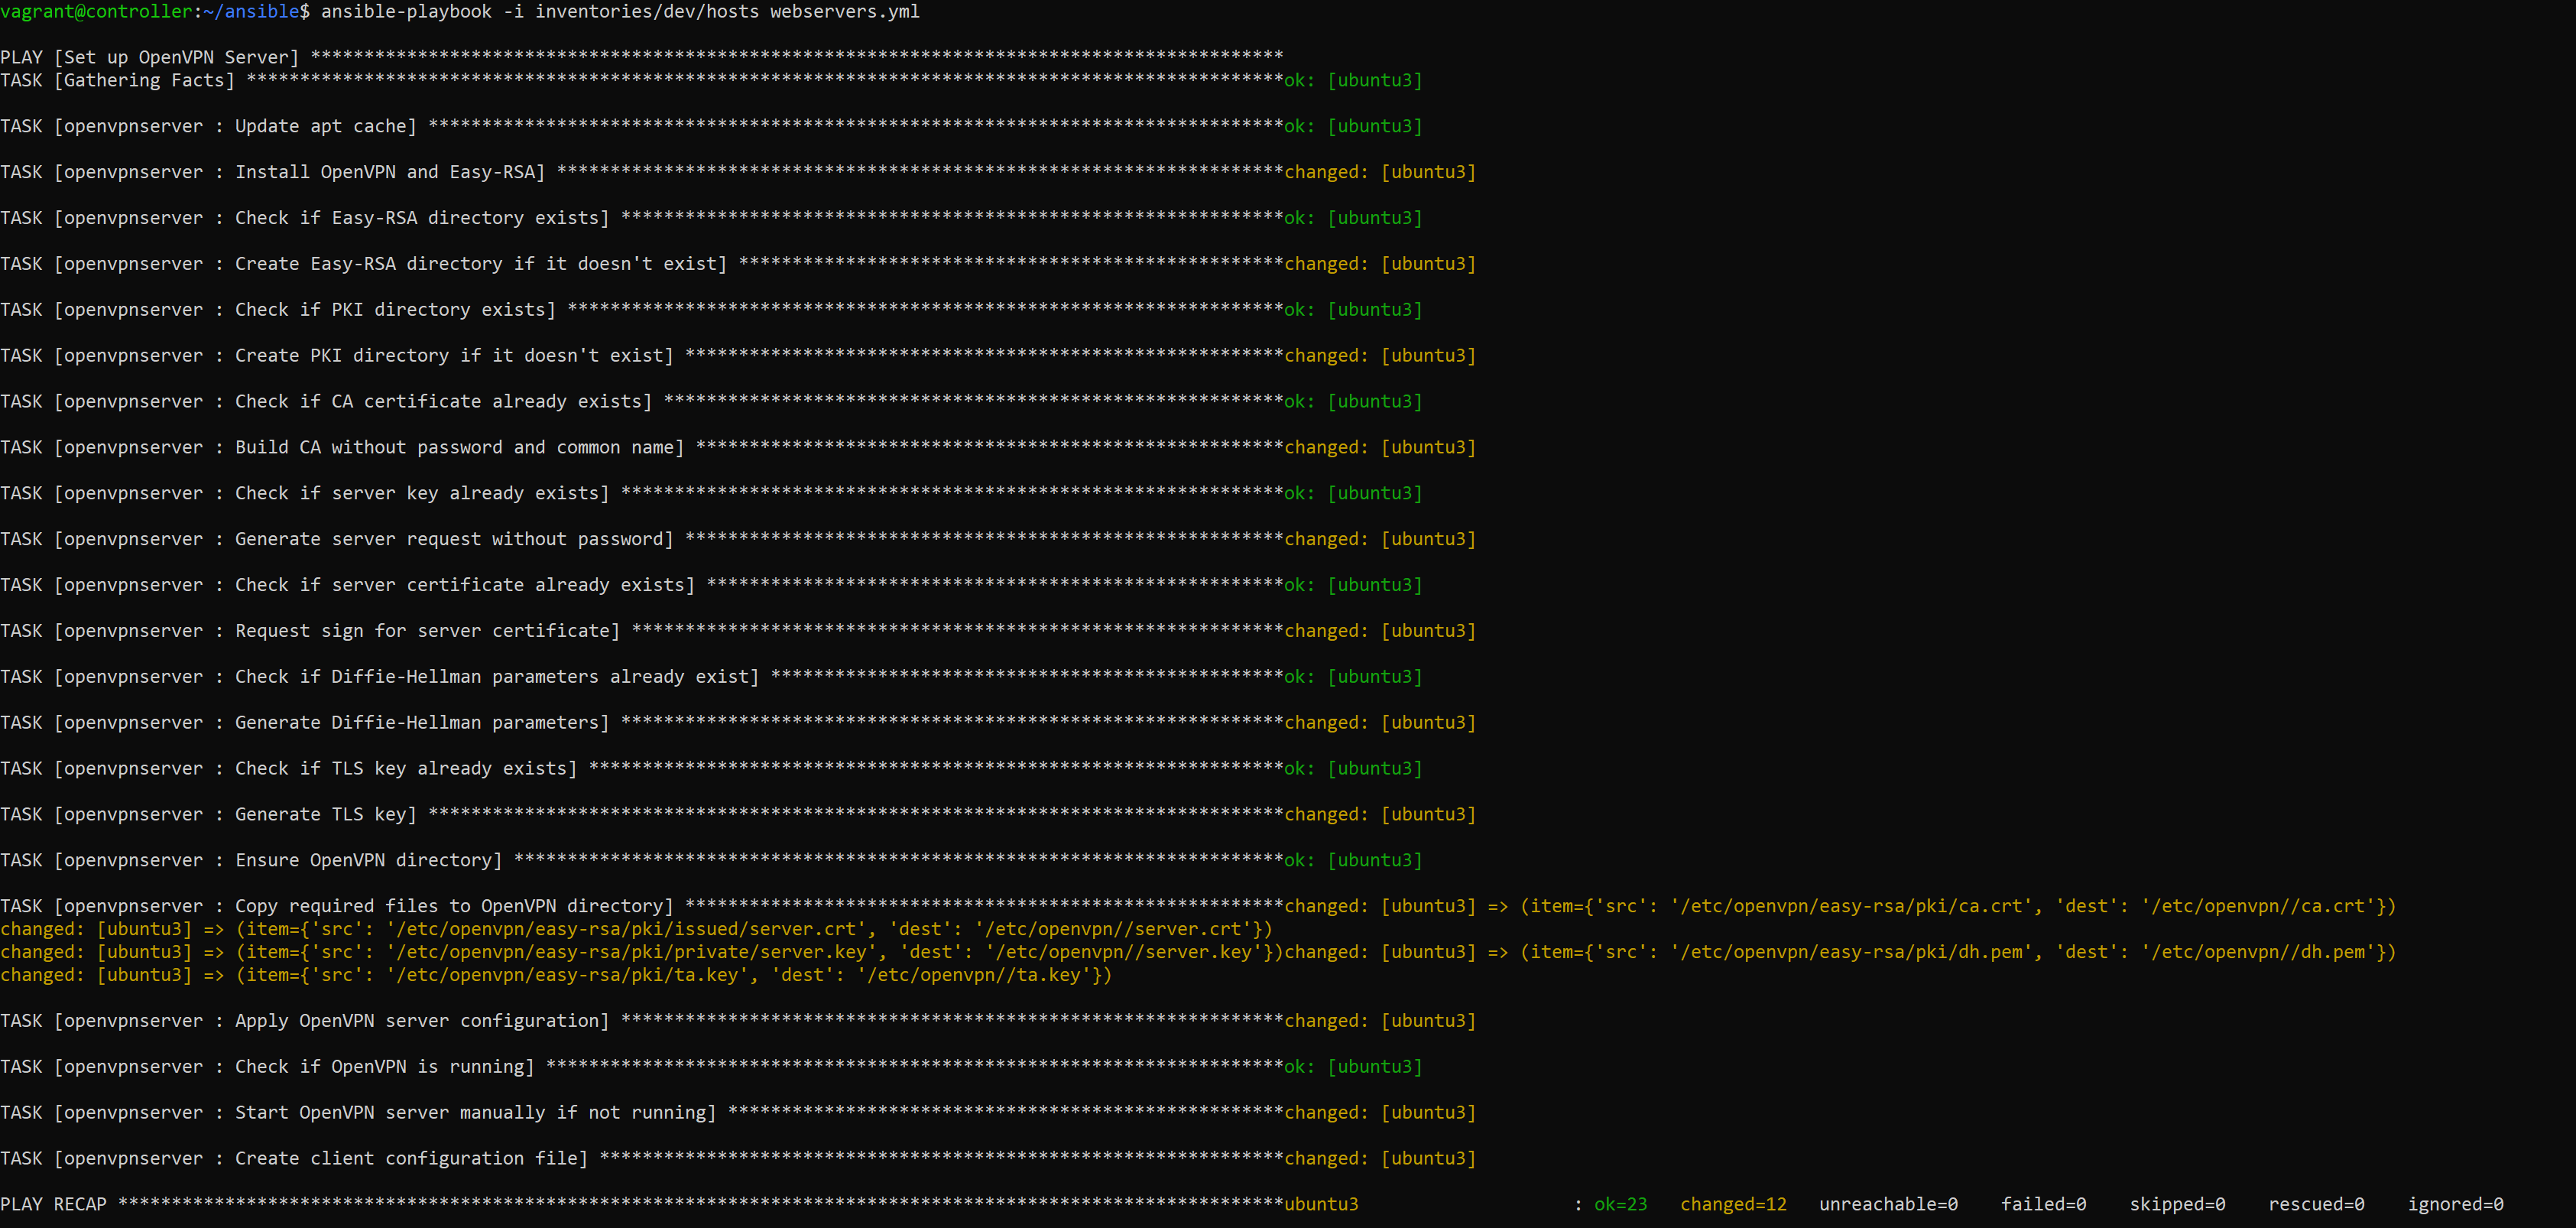 vagrant@controller:~/ansible$ ansible-playbook -i inventories/dev/hosts webservers.yml
PLAY [Set up OpenVPN Server] *******************************************************************************************
TASK [Gathering Facts] *************************************************************************************************ok: [ubuntu3]
TASK [openvpnserver : Update apt cache] ********************************************************************************ok: [ubuntu3]
TASK [openvpnserver : Install OpenVPN and Easy-RSA] ********************************************************************changed: [ubuntu3]
TASK [openvpnserver : Check if Easy-RSA directory exists] **************************************************************ok: [ubuntu3]
TASK [openvpnserver : Create Easy-RSA directory if it doesn't exist] ***************************************************changed: [ubuntu3]
TASK [openvpnserver : Check if PKI directory exists] *******************************************************************ok: [ubuntu3]
TASK [openvpnserver : Create PKI directory if it doesn't exist] ********************************************************changed: [ubuntu3]
TASK [openvpnserver : Check if CA certificate already exists] **********************************************************ok: [ubuntu3]
TASK [openvpnserver : Build CA without password and common name] *******************************************************changed: [ubuntu3]
TASK [openvpnserver : Check if server key already exists] **************************************************************ok: [ubuntu3]
TASK [openvpnserver : Generate server request without password] ********************************************************changed: [ubuntu3]
TASK [openvpnserver : Check if server certificate already exists] ******************************************************ok: [ubuntu3]
TASK [openvpnserver : Request sign for server certificate] *************************************************************changed: [ubuntu3]
TASK [openvpnserver : Check if Diffie-Hellman parameters already exist] ************************************************ok: [ubuntu3]
TASK [openvpnserver : Generate Diffie-Hellman parameters] **************************************************************changed: [ubuntu3]
TASK [openvpnserver : Check if TLS key already exists] *****************************************************************ok: [ubuntu3]
TASK [openvpnserver : Generate TLS key] ********************************************************************************changed: [ubuntu3]
TASK [openvpnserver : Ensure OpenVPN directory] ************************************************************************ok: [ubuntu3]
TASK [openvpnserver : Copy required files to OpenVPN directory] ********************************************************changed: [ubuntu3] => (item={'src': '/etc/openvpn/easy-rsa/pki/ca.crt', 'dest': '/etc/openvpn//ca.crt'})
changed: [ubuntu3] => (item={'src': '/etc/openvpn/easy-rsa/pki/issued/server.crt', 'dest': '/etc/openvpn//server.crt'})
changed: [ubuntu3] => (item={'src': '/etc/openvpn/easy-rsa/pki/private/server.key', 'dest': '/etc/openvpn//server.key'})changed: [ubuntu3] => (item={'src': '/etc/openvpn/easy-rsa/pki/dh.pem', 'dest': '/etc/openvpn//dh.pem'})
changed: [ubuntu3] => (item={'src': '/etc/openvpn/easy-rsa/pki/ta.key', 'dest': '/etc/openvpn//ta.key'})
TASK [openvpnserver : Apply OpenVPN server configuration] **************************************************************changed: [ubuntu3]
TASK [openvpnserver : Check if OpenVPN is running] *********************************************************************ok: [ubuntu3]
TASK [openvpnserver : Start OpenVPN server manually if not running] ****************************************************changed: [ubuntu3]
TASK [openvpnserver : Create client configuration file] ****************************************************************changed: [ubuntu3]
PLAY RECAP *************************************************************************************************************ubuntu3                    : ok=23   changed=12   unreachable=0    failed=0    skipped=0    rescued=0    ignored=0